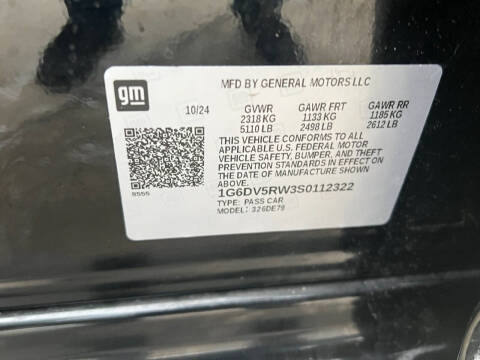 gm
MFD BY GENERAL MOTORS LLC
10/24 GVWR GAWR FRT GAWR RR
2318 KG 1133 KG 1185 KG
5110 LB 2498 LB 2612 LB
THIS VEHICLE CONFORMS TO ALL
APPLICABLE U.S. FEDERAL MOTOR
VEHICLE SAFETY, BUMPER, AND THEFT
PREVENTION STANDARDS IN EFFECT ON
THE DATE OF MANUFACTURE SHOWN
ABOVE.
1G6DV5RW3S0112322
TYPE: PASS CAR
MODEL: 326DE79